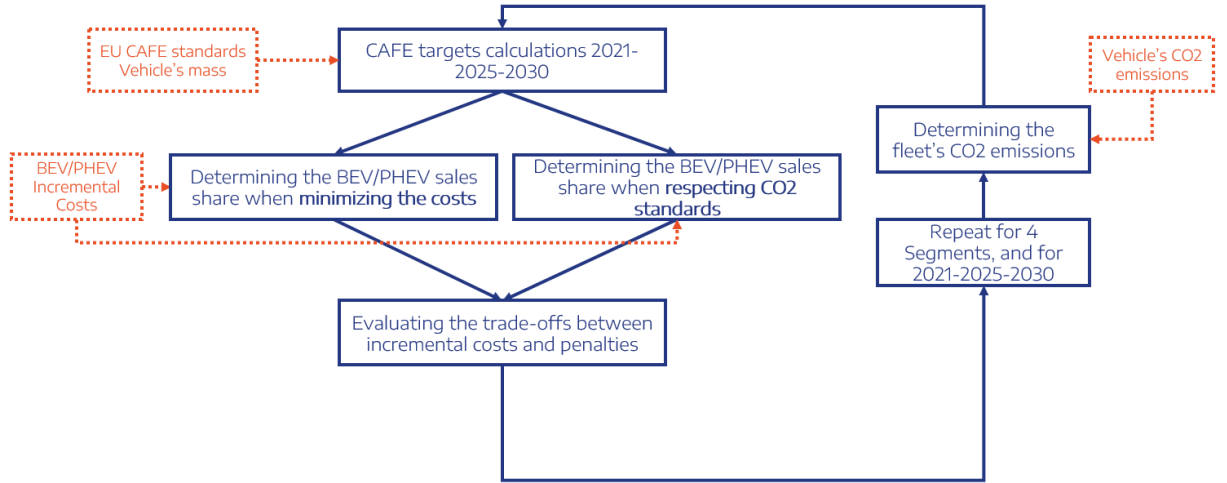 EU CAFE standards
Vehicle's mass
CAFE targets calculations 2021-
2025-2030
Vehicle's CO2
emissions
Determining the
fleet's CO2 emissions
BEV/PHEV
Incremental
Costs
Determining the BEV/PHEV sales
share when minimizing the costs
Determining the BEV/PHEV sales
share when respecting CO2
standards
Repeat for 4
Segments, and for
2021-2025-2030
Evaluating the trade-offs between
incremental costs and penalties